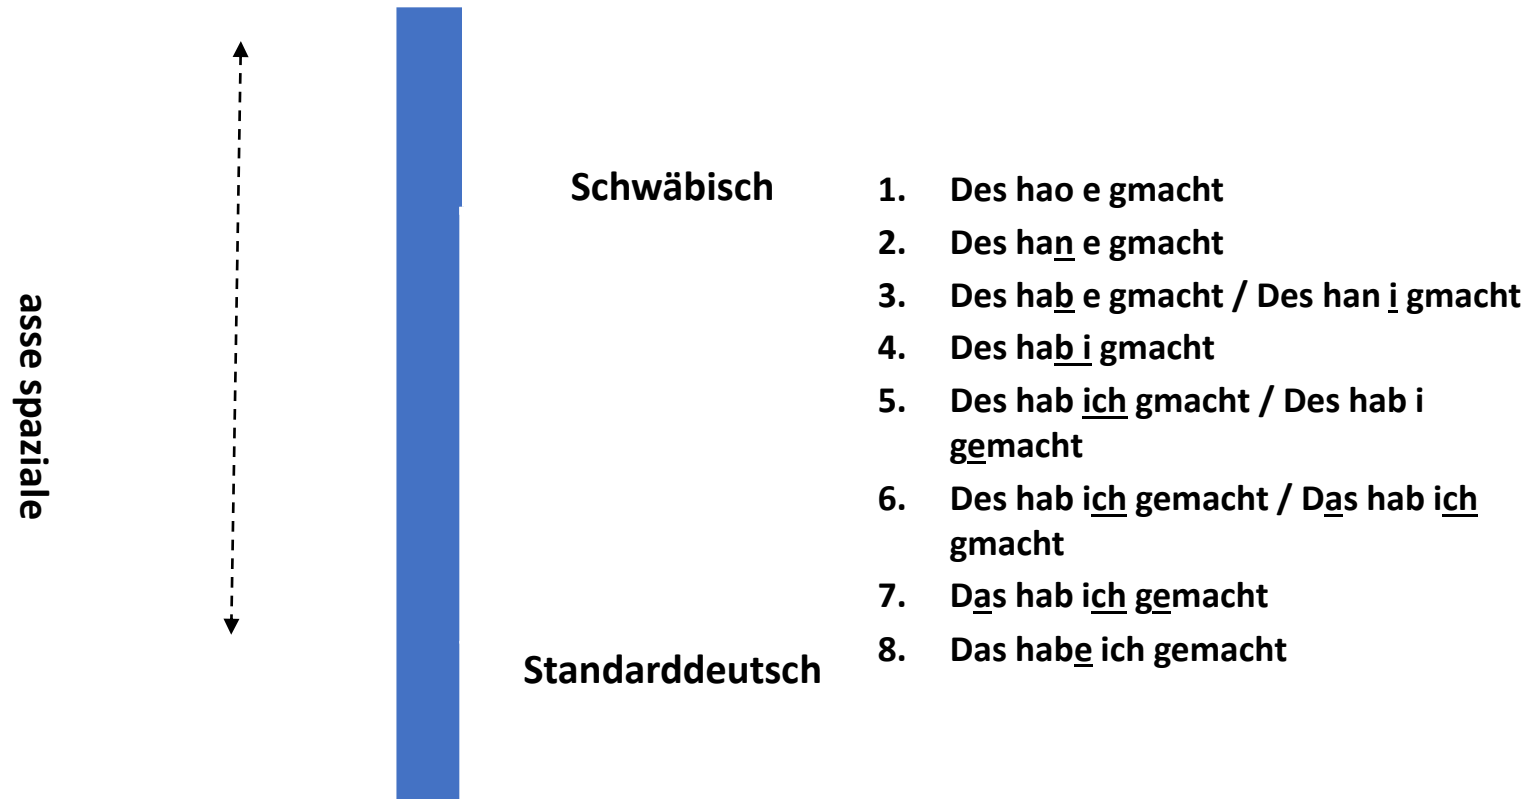 asse spaziale
Schwäbisch
1. Des hao e gmacht
2. Des han e gmacht
3. Des hab e gmacht / Des han i gmacht
4. Des hab i gmacht
5. Des hab ich gmacht / Des hab i
gemacht
6. Des hab ich gemacht / Das hab ich
gmacht
7. Das hab ich gemacht
Standarddeutsch
8. Das habe ich gemacht